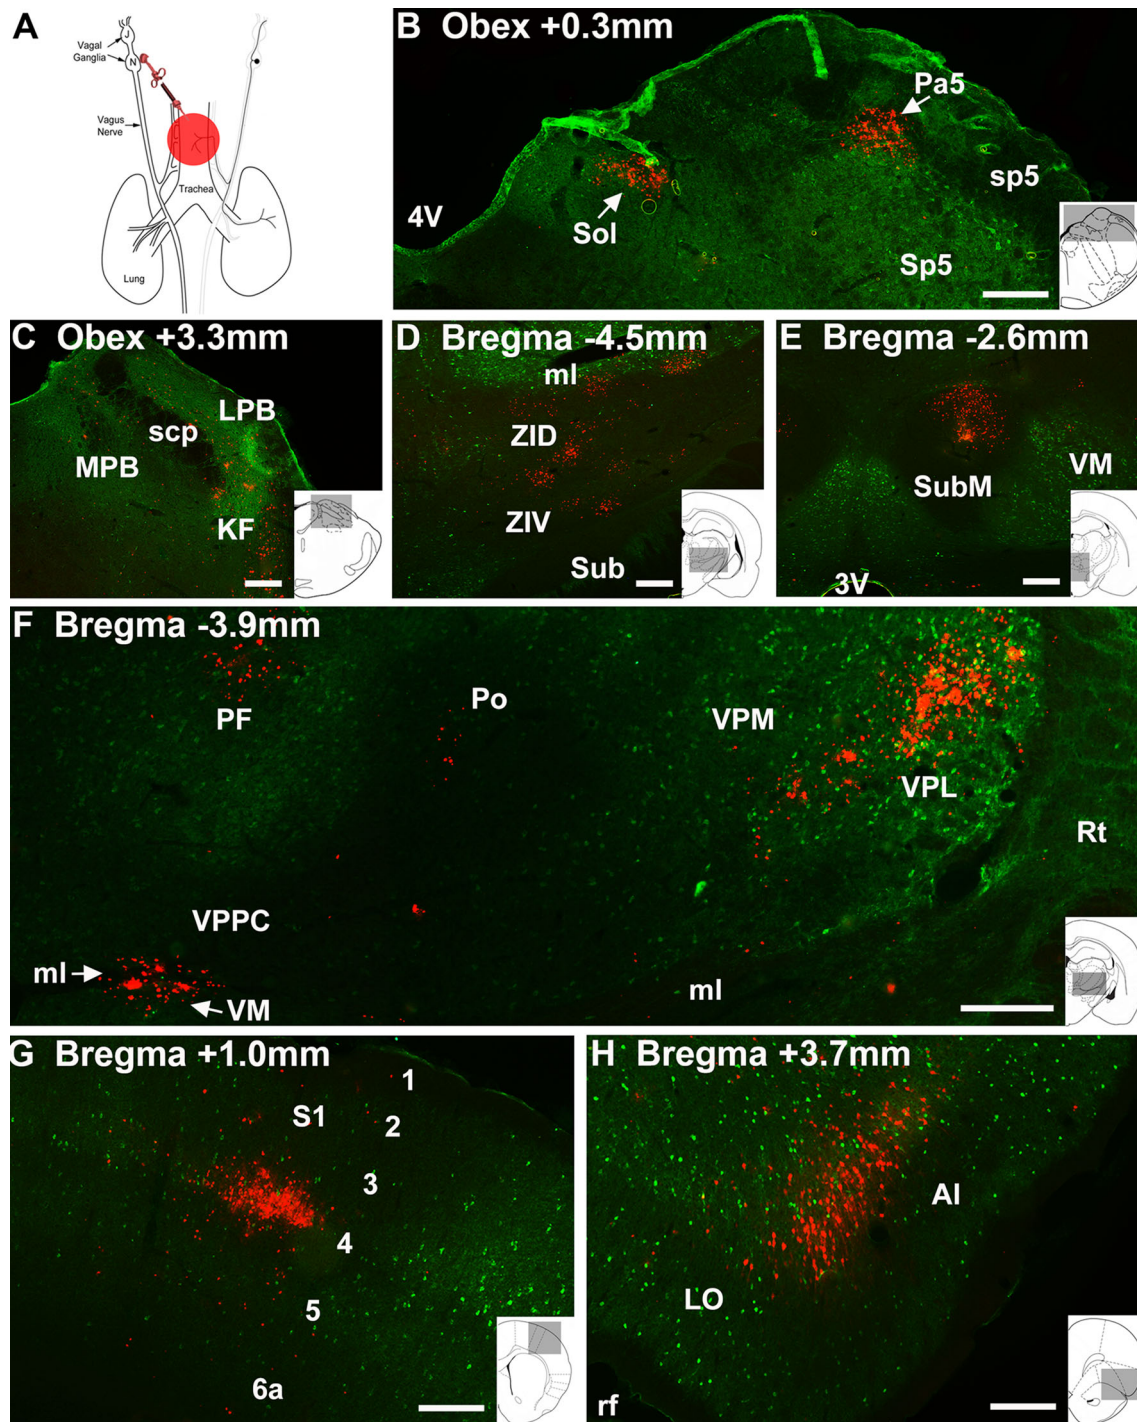 A
J
Vagal
Ganglia
N
Vagus
Nerve
Trachea
Lung
B Obex +0.3mm
Pa5
sp5
4V
Sol
Sp5
C Obex +3.3mm
LPB
scp
MPB
KF
D Bregma -4.5mm
ml
ZID
ZIV
Sub
E Bregma -2.6mm
VM
SubM
3V
F Bregma -3.9mm
PF
Po
VPM
VPL
Rt
VPPC
ml
VM
ml
G Bregma +1.0mm
1
S1
2
3
4
5
6a
H Bregma +3.7mm
AI
LO
rf